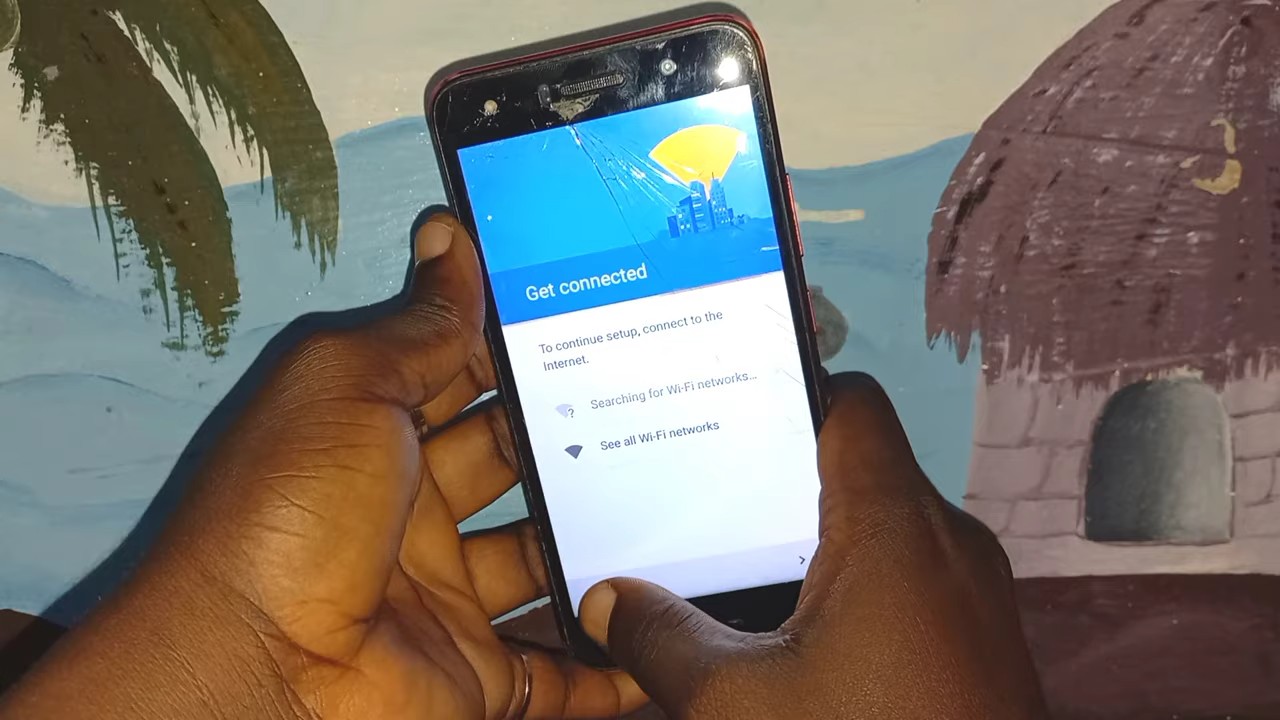 Get connected
To continue setup, connect to the
Internet.
Searching for Wi-Fi networks...
See all Wi-Fi networks